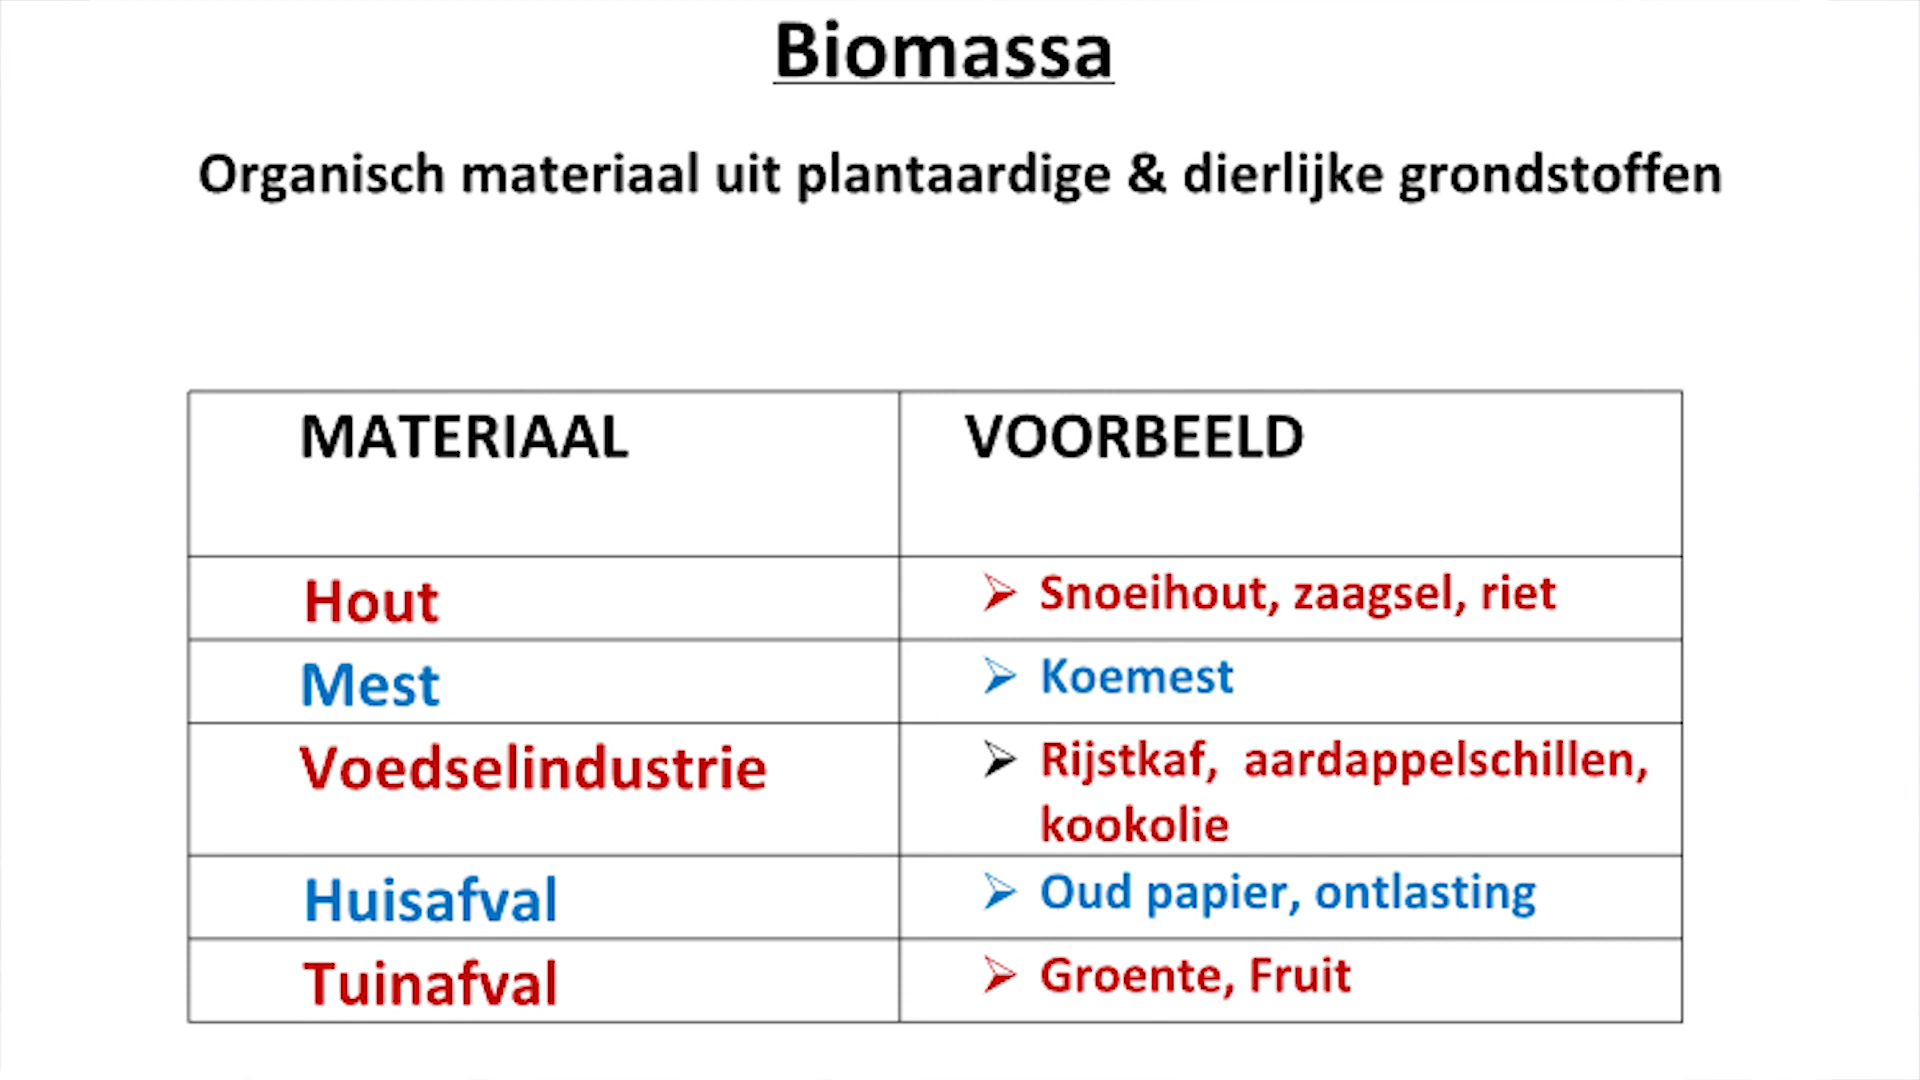 Biomassa
Organisch materiaal uit plantaardige & dierlijke grondstoffen
MATERIAAL
VOORBEELD
Hout
Snoeihout, zaagsel, riet
Mest
Koemest
Voedselindustrie
Rijstkaf, aardappelschillen,
kookolie
Huisafval
Oud papier, ontlasting
Tuinafval
Groente, Fruit